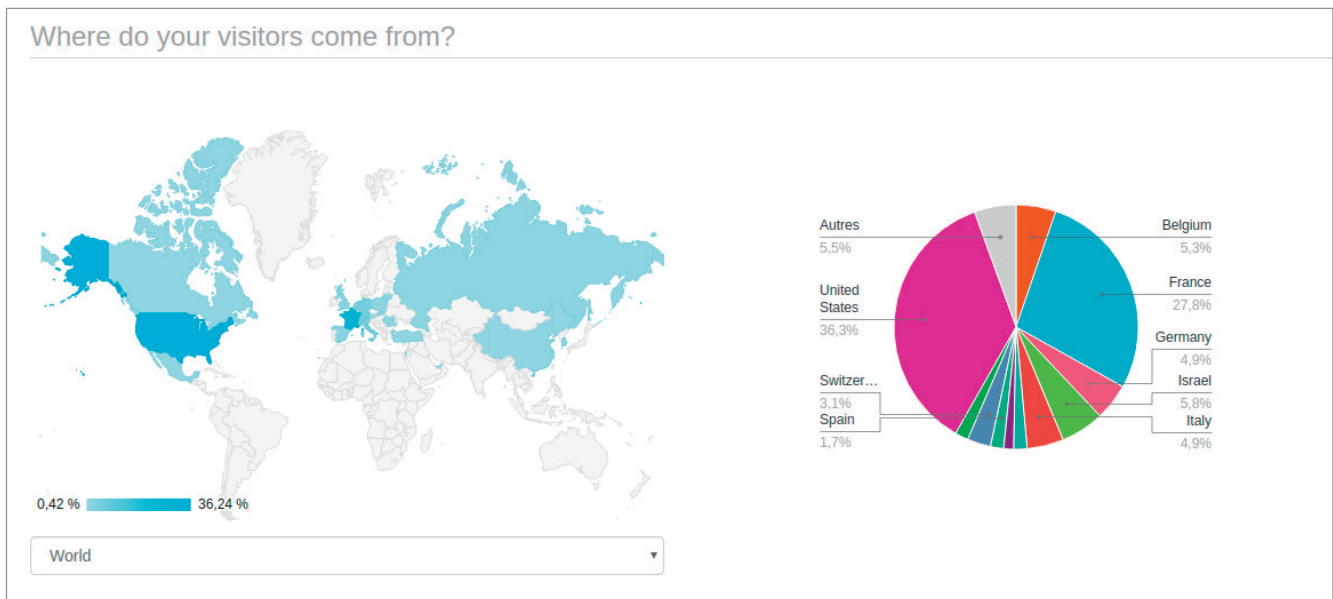 Where do your visitors come from?
0,42 %
36,24 %
World
Autres
5,5%
United
States
36,3%
Switzer...
3,1%
Spain
1,7%
Belgium
5,3%
France
27,8%
Germany
4,9%
Israel
5,8%
Italy
4,9%